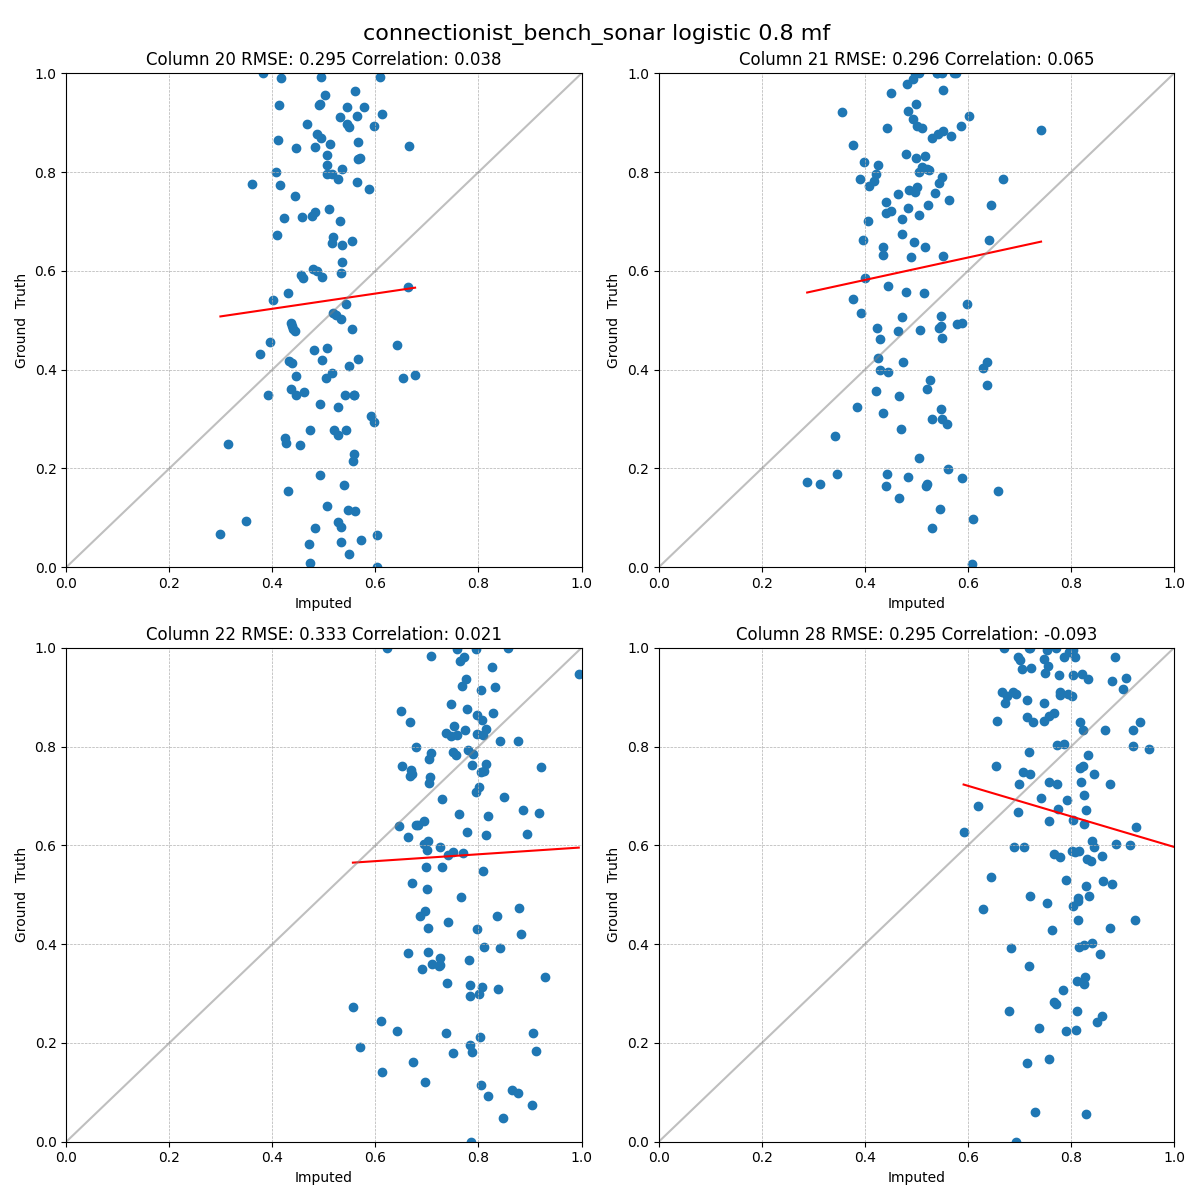 connectionist_bench_sonar logistic 0.8 mf
Column 20 RMSE: 0.295 Correlation: 0.038
Column 21 RMSE: 0.296 Correlation: 0.065
1.0
0.8
0.6
0.4
0.2
0.0
Ground Truth
0.0 0.2 0.4 0.6 0.8 1.0
Imputed
1.0
0.8
0.6
0.4
0.2
0.0
Ground Truth
0.0 0.2 0.4 0.6 0.8 1.0
Imputed
Column 22 RMSE: 0.333 Correlation: 0.021
Column 28 RMSE: 0.295 Correlation: -0.093
1.0
0.8
0.6
0.4
0.2
0.0
Ground Truth
0.0 0.2 0.4 0.6 0.8 1.0
Imputed
1.0
0.8
0.6
0.4
0.2
0.0
Ground Truth
0.0 0.2 0.4 0.6 0.8 1.0
Imputed